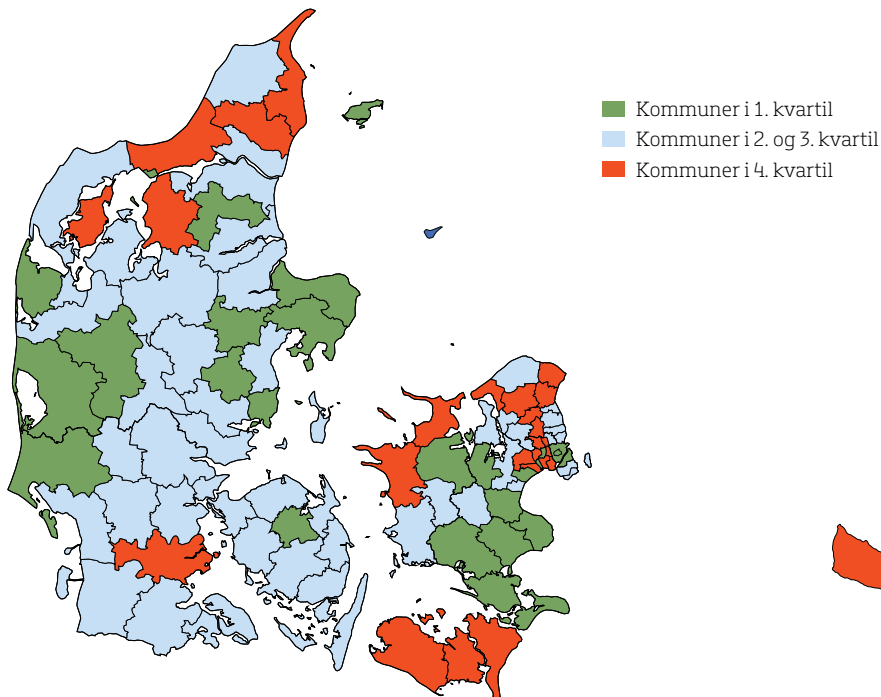 Kommuner i 1. kvartil
Kommuner i 2. og 3. kvartil
Kommuner i 4. kvartil